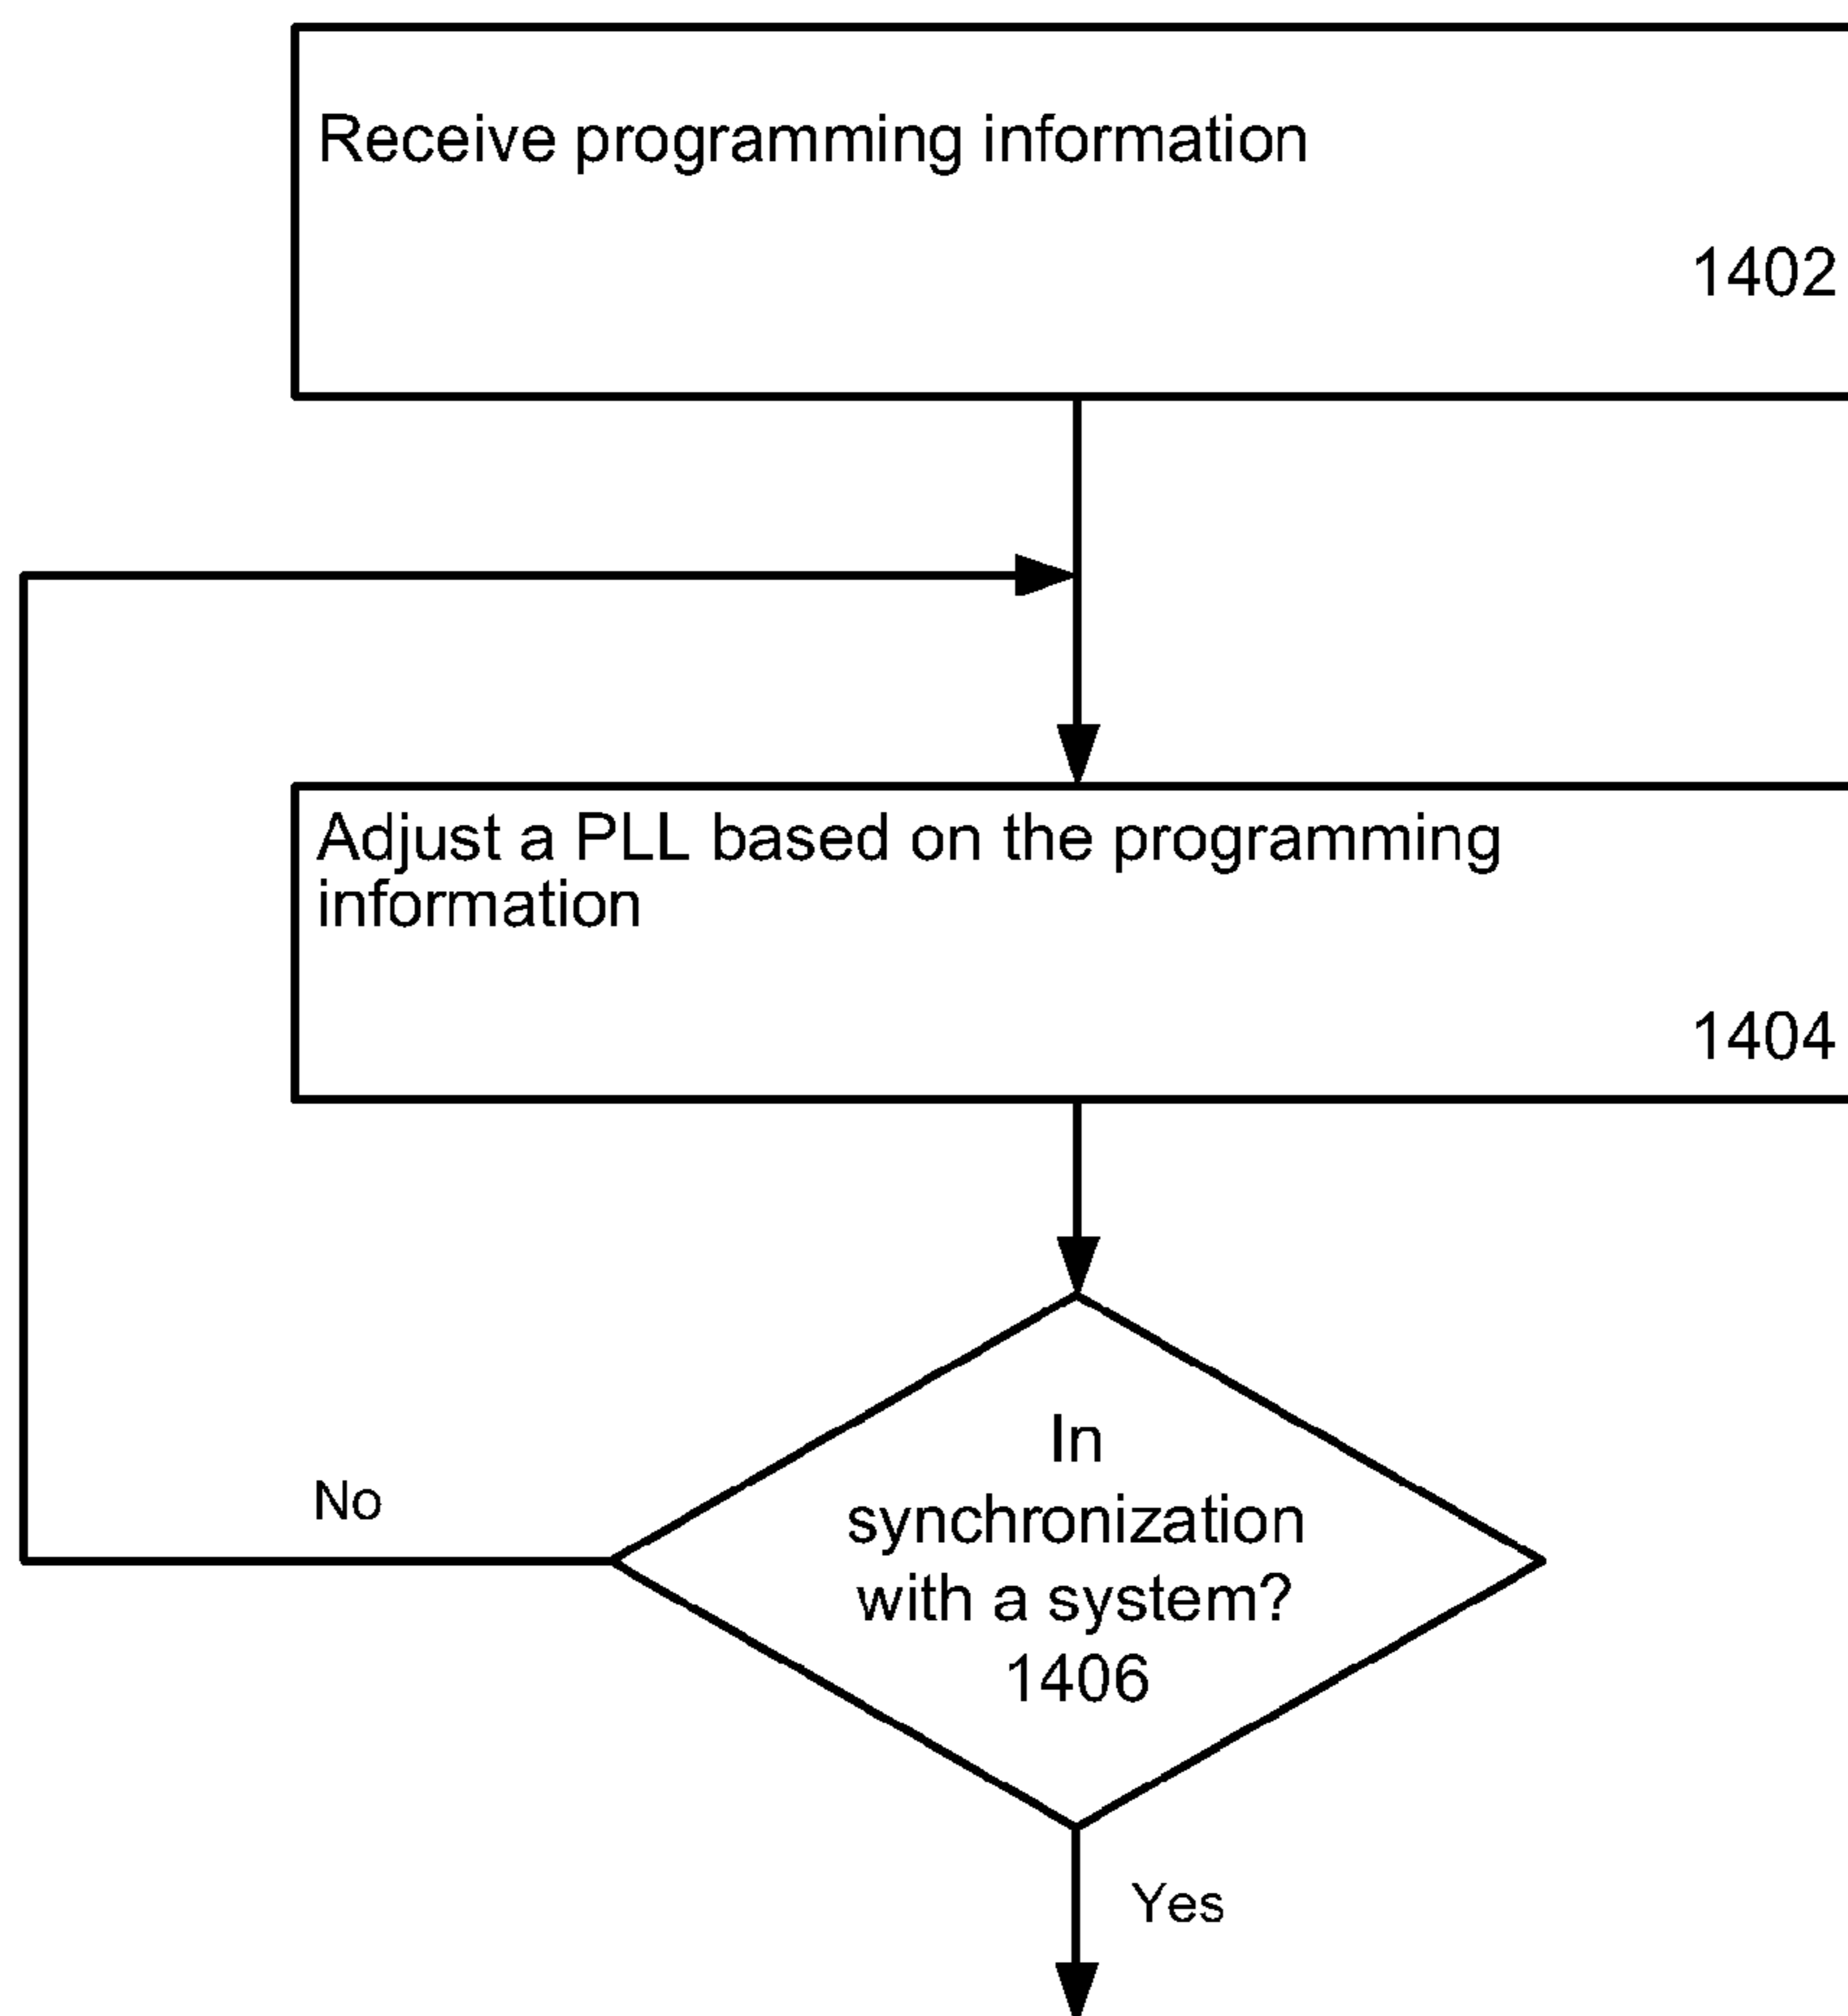 Receive programming information
1402
Adjust a PLL based on the programming
information
1404
In
synchronization
with a system?
1406
No
Yes